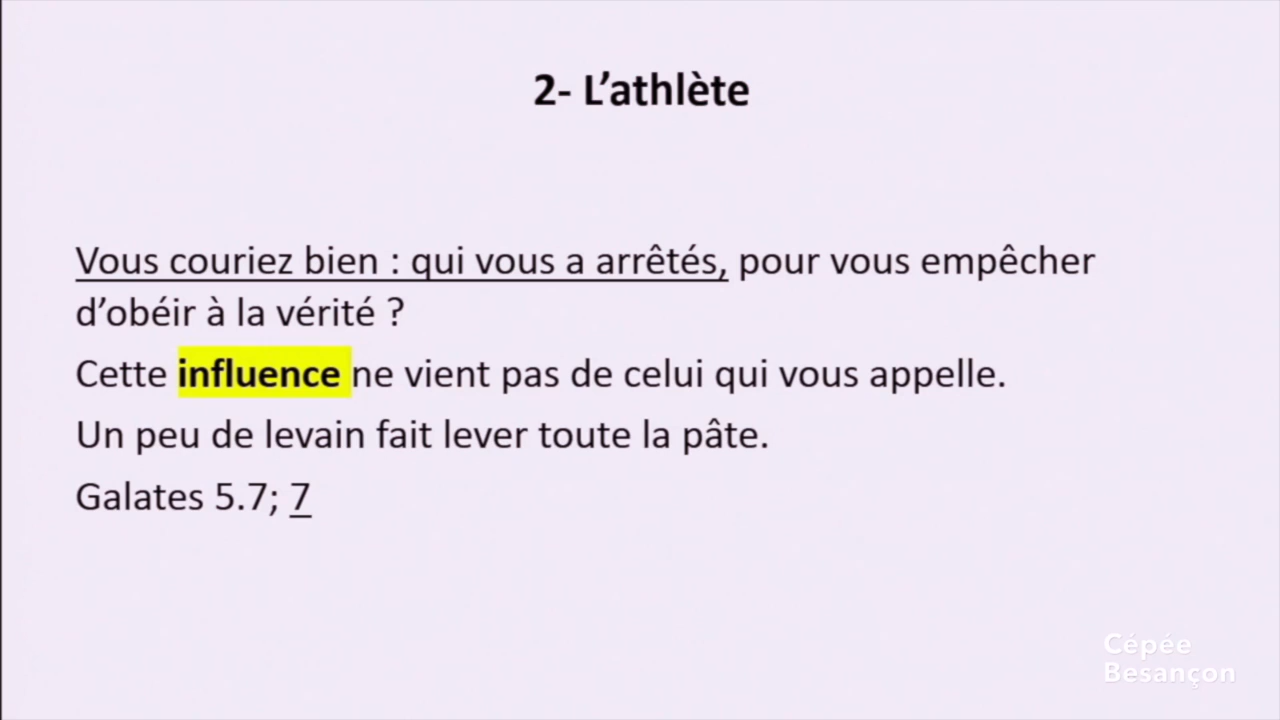 2- L’athlète
Vous couriez bien : qui vous a arrêtés, pour vous empêcher
d’obéir à la vérité ?
Cette influence ne vient pas de celui qui vous appelle.
Un peu de levain fait lever toute la pâte.
Galates 5.7; 7
Cépée
Besançon